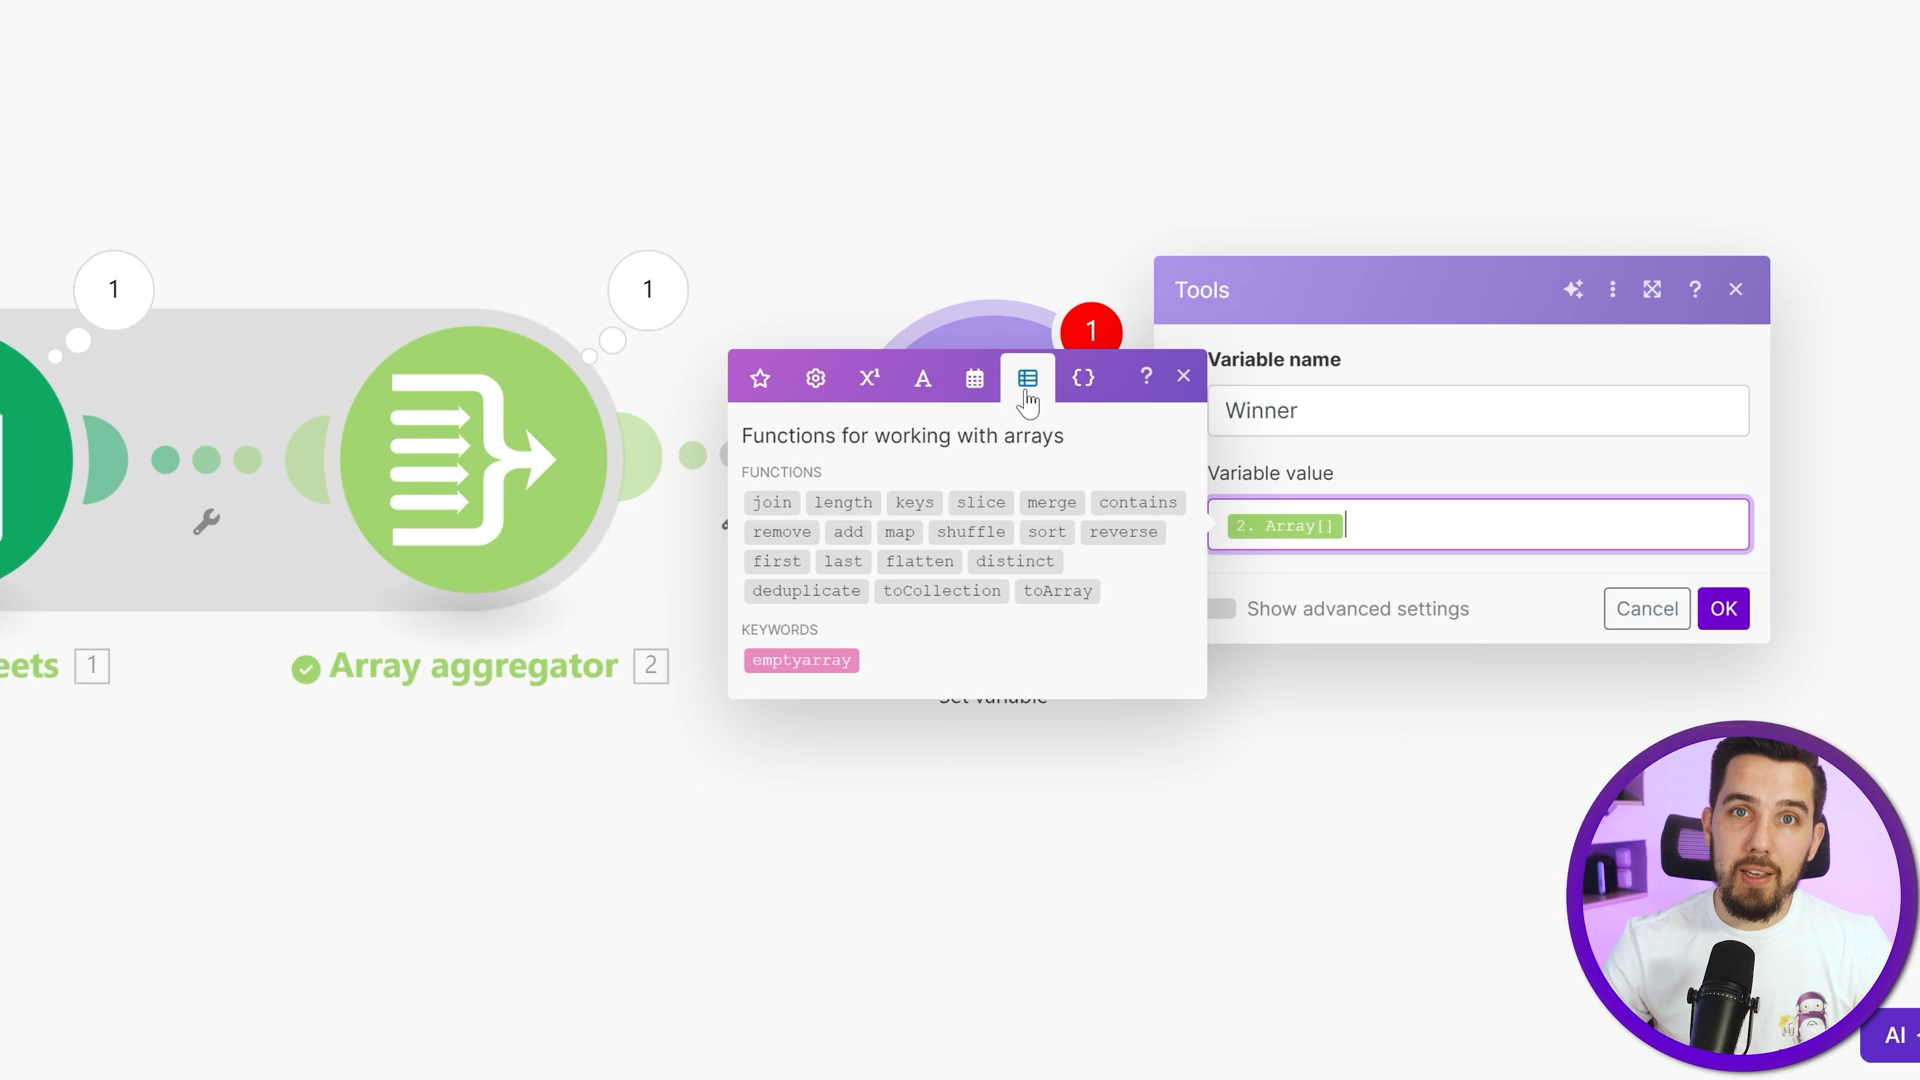 1
1
1
Tools
?
Variable name
Winner
Variable value
2. Array[]
Show advanced settings
Cancel
OK
X¹
A
{}
?
Functions for working with arrays
FUNCTIONS
join length keys slice merge contains
remove add map shuffle sort reverse
first last flatten distinct
deduplicate toCollection toArray
KEYWORDS
emptyarray
eets 1
Array aggregator 2
Set variable
AI